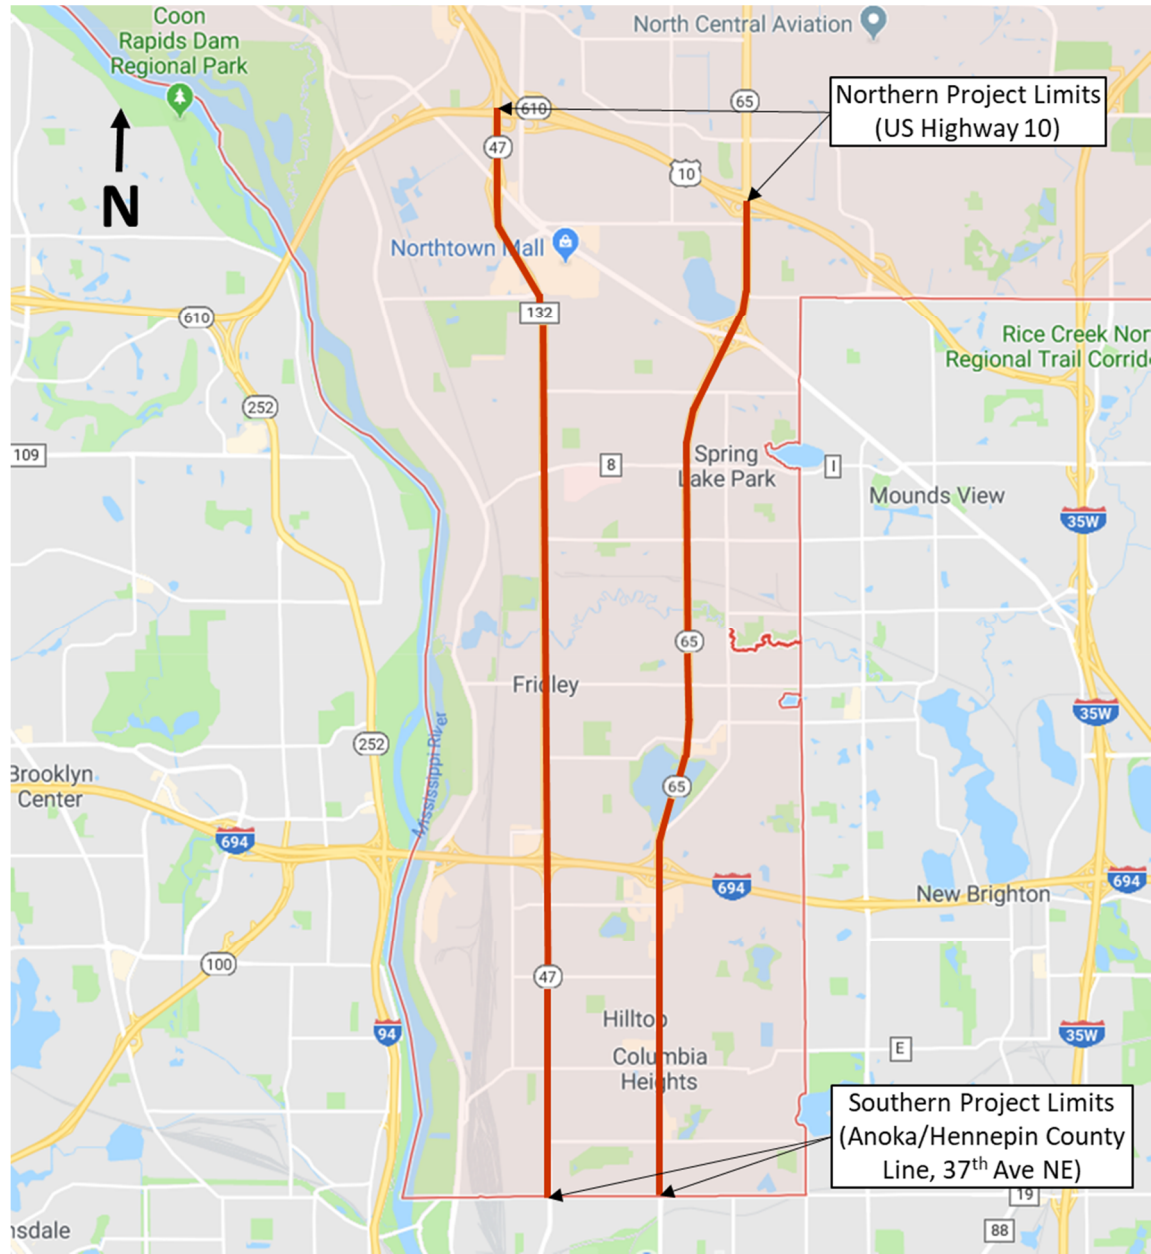 Coon
Rapids Dam
Regional Park
North Central Aviation
N
610
65
Northern Project Limits
(US Highway 10)
47
10
Northtown Mall
132
610
Rice Creek Nor
Regional Trail Corrido
252
109
8
Spring
Lake Park
I
Mounds View
35W
65
Fridley
35W
252
Mississippi River
65
Brooklyn
Center
694
694
New Brighton
694
100
47
94
Hilltop
35W
E
Columbia
Heights
Southern Project Limits
(Anoka/Hennepin County
Line, 37th Ave NE)
19
88
nsdale